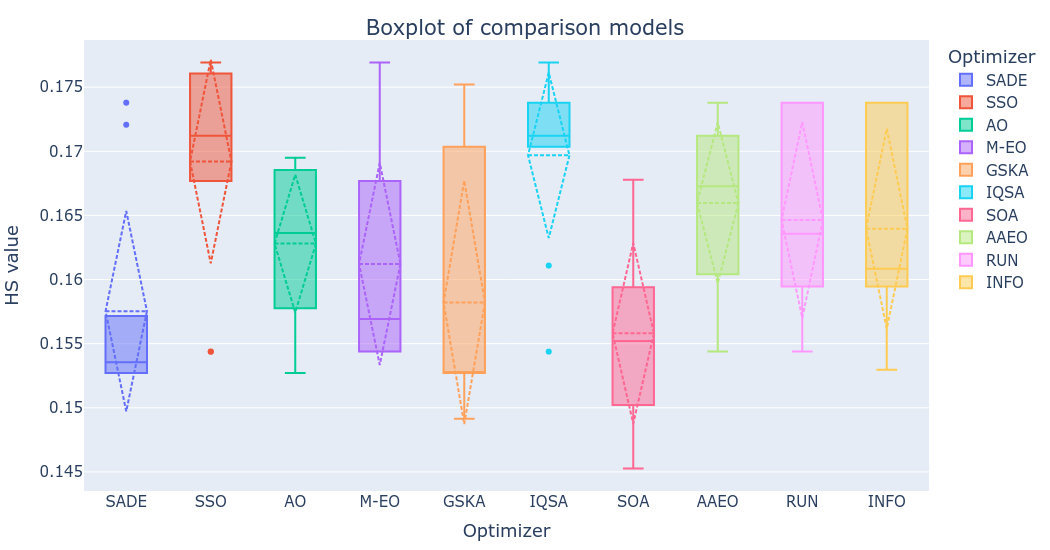 Boxplot of comparison models
HS value
0.175
0.17
0.165
0.16
0.155
0.15
0.145
SADE
SSO
AO
M-EO
GSKA
IQSA
SOA
AAEO
RUN
INFO
Optimizer
Optimizer
SADE
SSO
AO
M-EO
GSKA
IQSA
SOA
AAEO
RUN
INFO